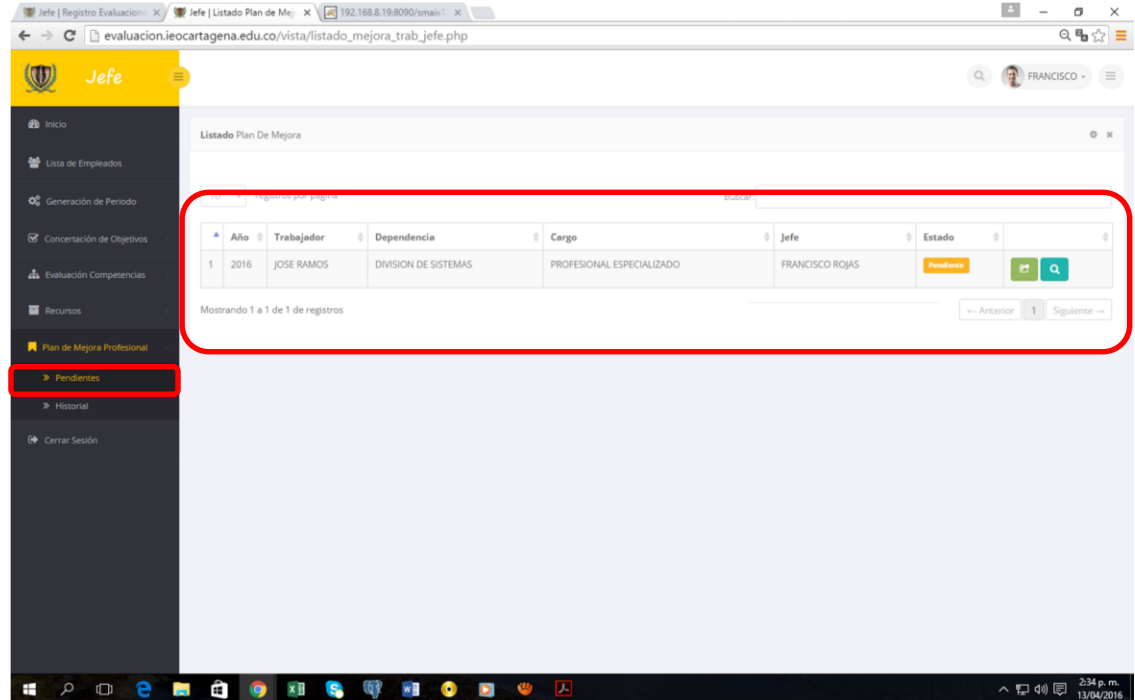 Jefe | Registro Evaluacion
Jefe | Listado Plan de Mej
192.168.8.19:8090/smaix1
evaluacion.ieocartagena.edu.co/vista/listado_mejora_trab_jefe.php
Jefe
FRANCISCO
Inicio
Lista de Empleados
Generación de Periodo
Concertación de Objetivos
Evaluación Competencias
Recursos
Plan de Mejora Profesional
Pendientes
Historial
Cerrar Sesión
Listado Plan De Mejora
10 registros por pagina Buscar:
Año Trabajador Dependencia Cargo Jefe Estado
1 2016 JOSE RAMOS DIVISION DE SISTEMAS PROFESIONAL ESPECIALIZADO FRANCISCO ROJAS Pendiente
Mostrando 1 a 1 de 1 de registros
← Anterior 1 Siguiente →
2:34 p. m.
13/04/2016